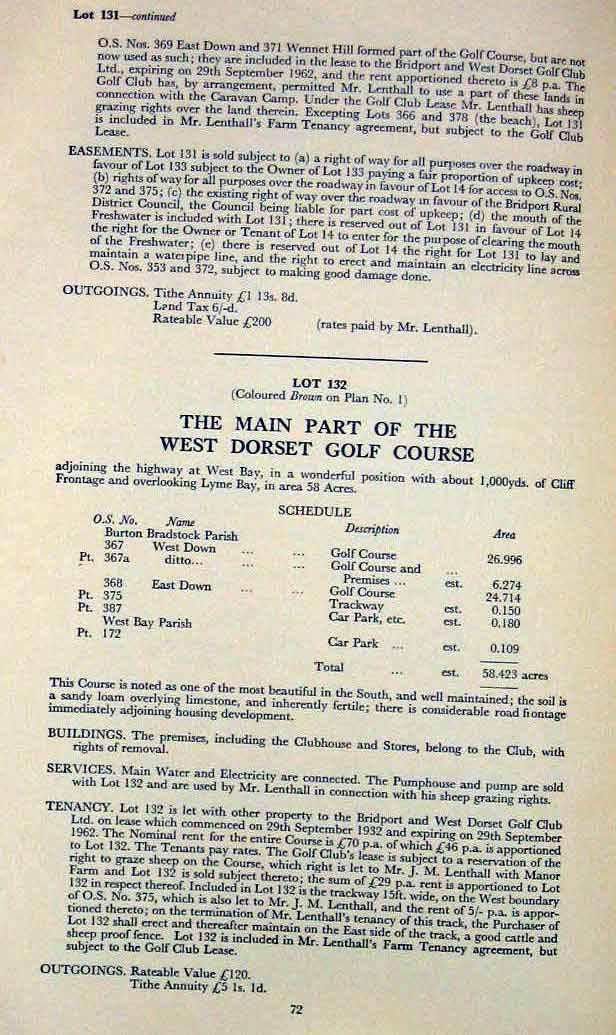 Lot 131—continued
O.S. Nos. 369 East Down and 371 Wennet Hill formed part of the Golf Course, but are not
now used as such; they are included in the lease to the Bridport and West Dorset Golf Club
Ltd., expiring on 29th September 1962, and the rent apportioned thereto is £8 p.a. The
Golf Club has, by arrangement, permitted Mr. Lenthall to use a part of these lands in
connection with the Caravan Camp. Under the Golf Club Lease Mr. Lenthall has sheep
grazing rights over the land therein. Excepting Lots 366 and 378 (the beach), Lot 131
is included in Mr. Lenthall's Farm Tenancy agreement, but subject to the Golf Club
Lease.
EASEMENTS. Lot 131 is sold subject to (a) a right of way for all purposes over the roadway in
favour of Lot 133 subject to the Owner of Lot 133 paying a fair proportion of upkeep cost;
(b) rights of way for all purposes over the roadway in favour of Lot 14 for access to O.S. Nos.
372 and 375; (c) the existing right of way over the roadway in favour of the Bridport Rural
District Council, the Council being liable for part cost of upkeep; (d) the mouth of the
Freshwater is included with Lot 131; there is reserved out of Lot 131 in favour of Lot 14
the right for the Owner or Tenant of Lot 14 to enter for the purpose of clearing the mouth
of the Freshwater; (e) there is reserved out of Lot 14 the right for Lot 131 to lay and
maintain a waterpipe line, and the right to erect and maintain an electricity line across
O.S. Nos. 353 and 372, subject to making good damage done.
OUTGOINGS. Tithe Annuity £1 13s. 8d.
Land Tax 6/-d.
Rateable Value £200 (rates paid by Mr. Lenthall).
LOT 132
(Coloured Brown on Plan No. 1)
THE MAIN PART OF THE
WEST DORSET GOLF COURSE
adjoining the highway at West Bay, in a wonderful position with about 1,000yds. of Cliff
Frontage and overlooking Lyme Bay, in area 58 Acres.
SCHEDULE
O.S. No. Name Description Area
Burton Bradstock Parish
367 West Down ... ... Golf Course ... 26.996
Pt. 367a ditto... ... ... Golf Course and
Premises ... est. 6.274
368 East Down ... ... Golf Course 24.714
Pt. 375 Trackway est. 0.150
Pt. 387 Car Park, etc. est. 0.180
West Bay Parish
Pt. 172 Car Park ... est. 0.109
Total ... est. 58.423 acres
This Course is noted as one of the most beautiful in the South, and well maintained; the soil is
a sandy loam overlying limestone, and inherently fertile; there is considerable road frontage
immediately adjoining housing development.
BUILDINGS. The premises, including the Clubhouse and Stores, belong to the Club, with
rights of removal.
SERVICES. Main Water and Electricity are connected. The Pumphouse and pump are sold
with Lot 132 and are used by Mr. Lenthall in connection with his sheep grazing rights.
TENANCY. Lot 132 is let with other property to the Bridport and West Dorset Golf Club
Ltd. on lease which commenced on 29th September 1932 and expiring on 29th September
1962. The Nominal rent for the entire Course is £70 p.a. of which £46 p.a. is apportioned
to Lot 132. The Tenants pay rates. The Golf Club's lease is subject to a reservation of the
right to graze sheep on the Course, which right is let to Mr. J. M. Lenthall with Manor
Farm and Lot 132 is sold subject thereto; the sum of £29 p.a. rent is apportioned to Lot
132 in respect thereof. Included in Lot 132 is the trackway 15ft. wide, on the West boundary
of O.S. No. 375, which is also let to Mr. J. M. Lenthall, and the rent of 5/- p.a. is appor-
tioned thereto; on the termination of Mr. Lenthall's tenancy of this track, the Purchaser of
Lot 132 shall erect and thereafter maintain on the East side of the track, a good cattle and
sheep proof fence. Lot 132 is included in Mr. Lenthall's Farm Tenancy agreement, but
subject to the Golf Club Lease.
OUTGOINGS. Rateable Value £120.
Tithe Annuity £5 1s. 1d.
72